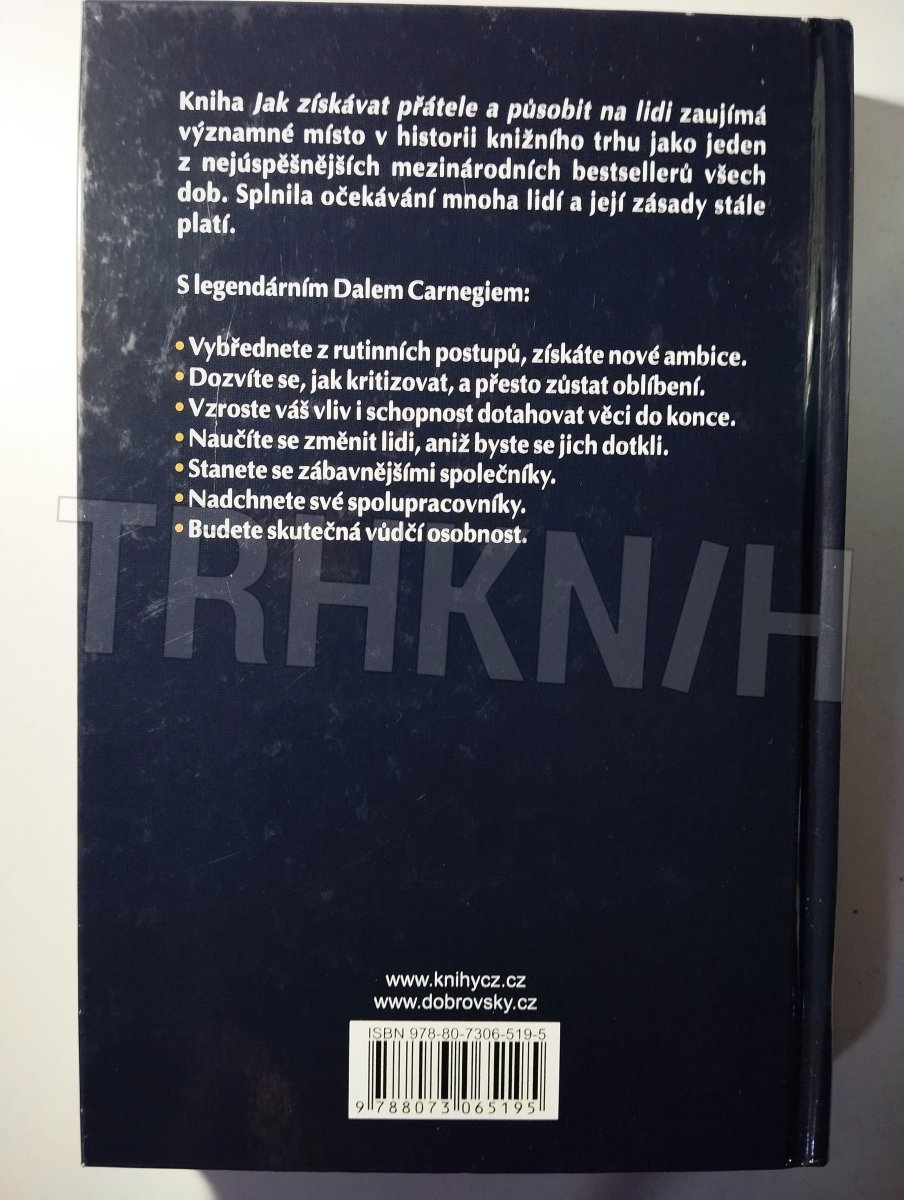 Kniha Jak získávat přátele a působit na lidi zaujímá
významné místo v historii knižního trhu jako jeden
z nejúspěšnějších mezinárodních bestsellerů všech
dob. Splnila očekávání mnoha lidí a její zásady stále
platí.
S legendárním Dalem Carnegiem:
• Vybřednete z rutinních postupů, získáte nové ambice.
• Dozvíte se, jak kritizovat, a přesto zůstat oblíbení.
• Vzroste váš vliv i schopnost dotahovat věci do konce.
• Naučíte se změnit lidi, aniž byste se jich dotkli.
• Stanete se zábavnějšími společníky.
• Nadchnete své spolupracovníky.
• Budete skutečná vůdčí osobnost.
TRHKN/H
www.knihycz.cz
www.dobrovsky.cz
ISBN 978-80-7306-519-5
9 788073 065195